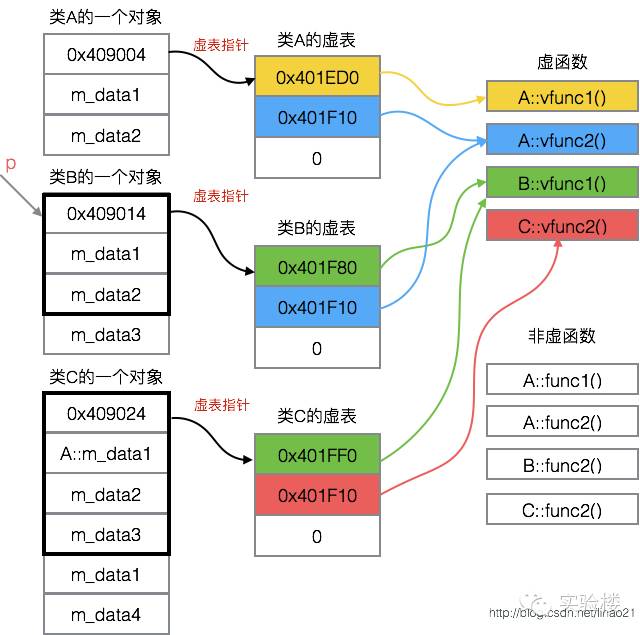 类A的一个对象
0x409004
m_data1
m_data2
虚表指针
类A的虚表
0x401ED0
0x401F10
0
虚函数
A::vfunc1()
A::vfunc2()
B::vfunc1()
C::vfunc2()
p
类B的一个对象
0x409014
m_data1
m_data2
m_data3
虚表指针
类B的虚表
0x401F80
0x401F10
0
类C的一个对象
0x409024
A::m_data1
m_data2
m_data3
m_data1
m_data4
虚表指针
类C的虚表
0x401FF0
0x401F10
0
非虚函数
A::func1()
A::func2()
B::func2()
C::func2()
实验楼
http://blog.csdn.net/lihao21